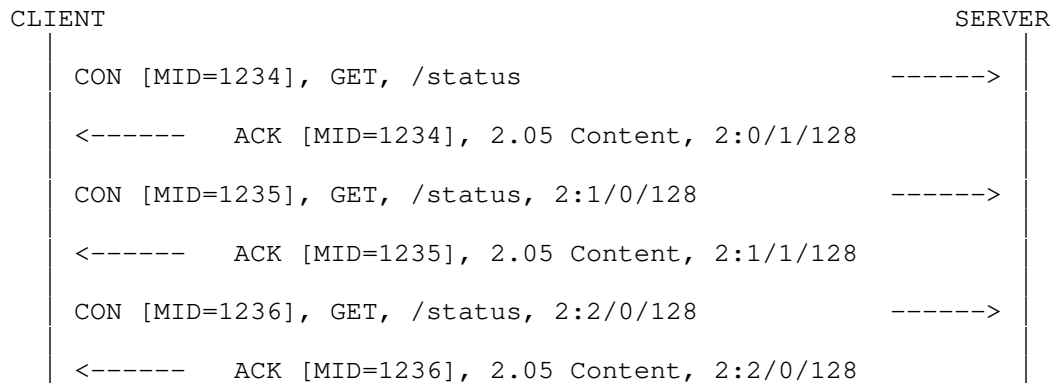 CLIENT                                                     SERVER
CON [MID=1234], GET, /status                       ------>
<------   ACK [MID=1234], 2.05 Content, 2:0/1/128
CON [MID=1235], GET, /status, 2:1/0/128            ------>
<------   ACK [MID=1235], 2.05 Content, 2:1/1/128
CON [MID=1236], GET, /status, 2:2/0/128            ------>
<------   ACK [MID=1236], 2.05 Content, 2:2/0/128